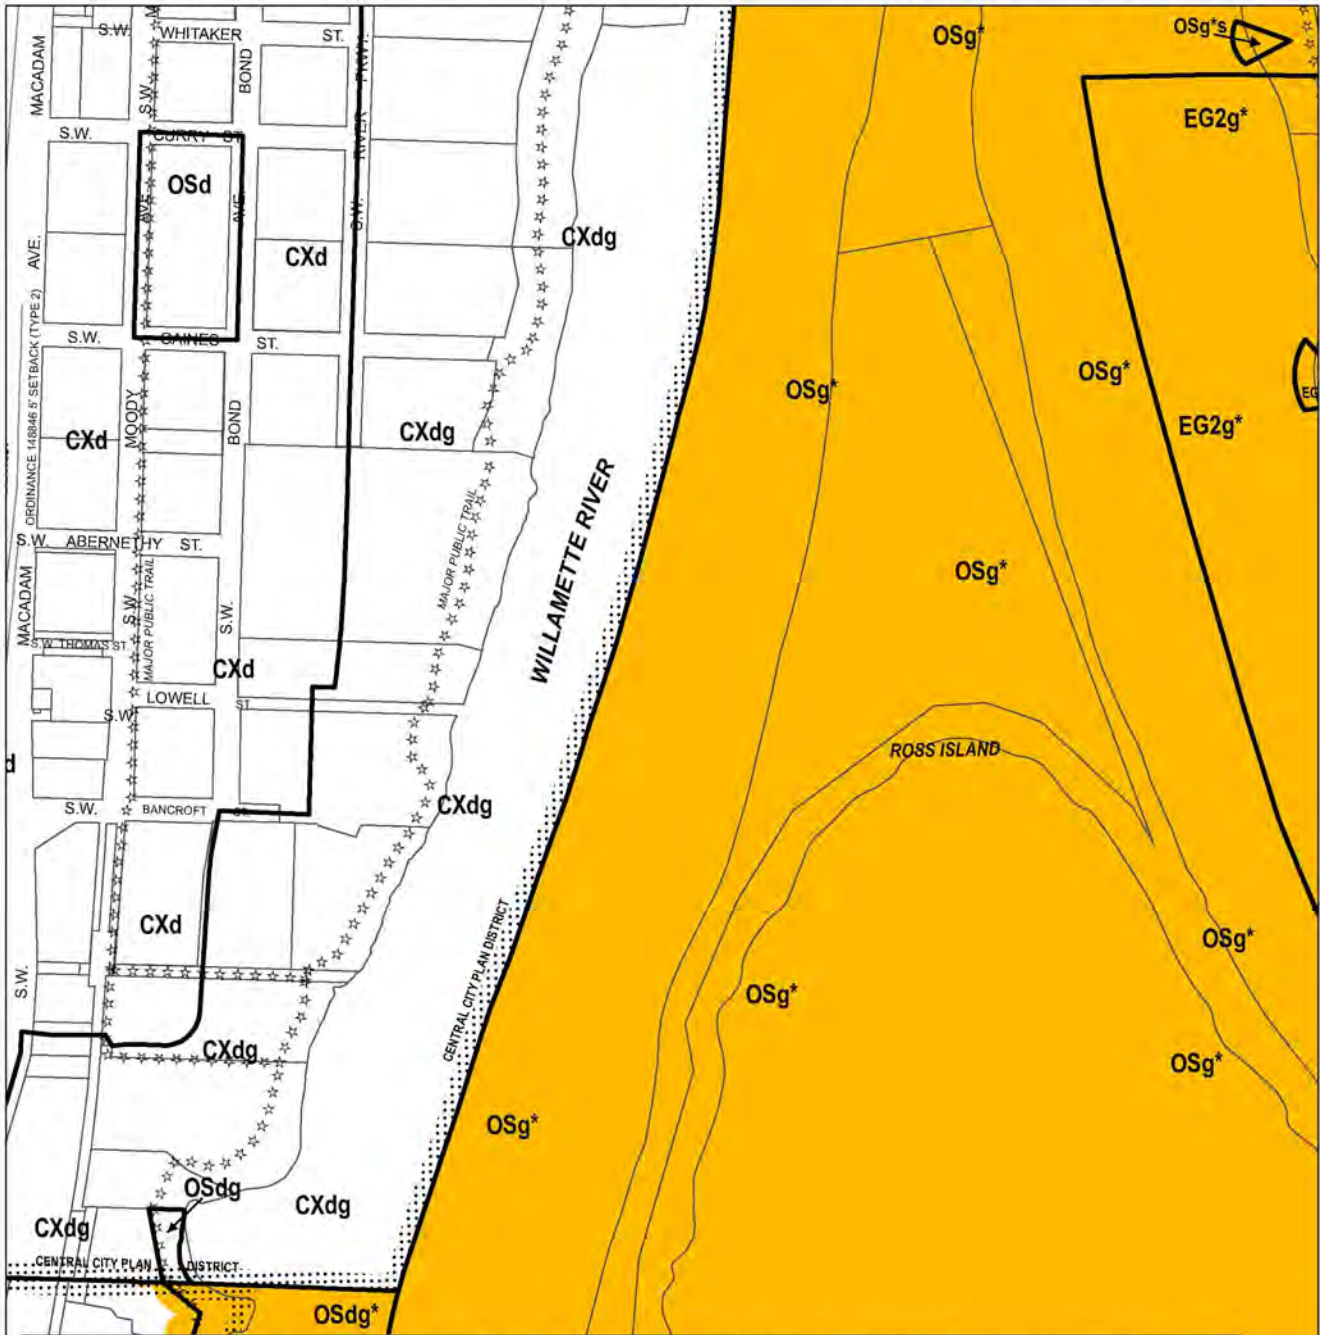 S.W. WHITAKER ST.
OSg*
OSg*s
MACADAM
S.W.
BOND
RIVER PKWY.
EG2g*
S.W. CURRY ST.
OSd
AVE.
AVE.
S.W.
CXdg
CXd
AVE.
S.W. GAINES ST.
ORDINANCE 148846 5' SETBACK (TYPE 2)
OSg*
OSg*
EG
MOODY
BOND
CXd
CXdg
EG2g*
WILLAMETTE RIVER
MAJOR PUBLIC TRAIL
S.W. ABERNETHY ST.
OSg*
MACADAM
S.W.
MAJOR PUBLIC TRAIL
S.W.
S.W. THOMAS ST.
CXd
LOWELL ST.
S.W.
ROSS ISLAND
d
CXdg
S.W. BANCROFT ST.
CXd
CENTRAL CITY PLAN DISTRICT
OSg*
S.W.
OSg*
CXdg
OSg*
OSg*
OSdg
CXdg
CXdg
CENTRAL CITY PLAN DISTRICT
OSdg*